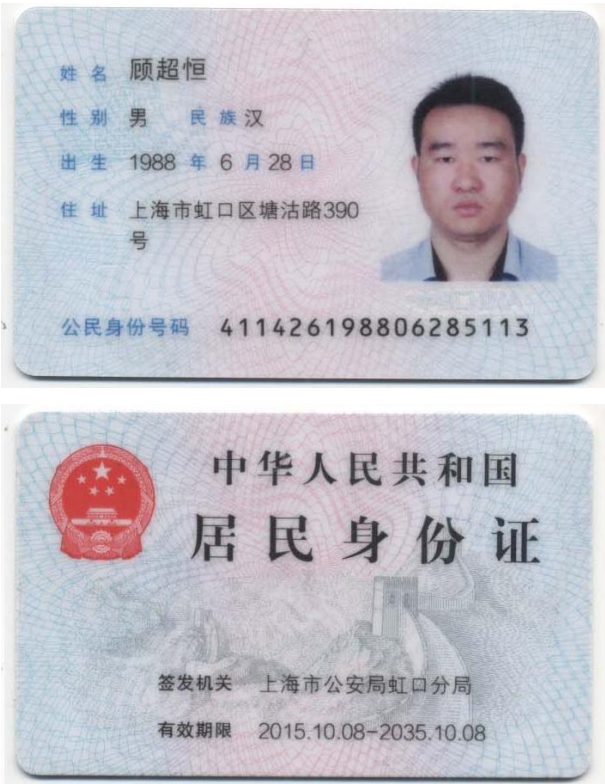 姓名 顾超恒
性别 男 民族 汉
出生 1988 年 6 月 28 日
住址 上海市虹口区塘沽路390
号
公民身份号码 411426198806285113
中华人民共和国
居民身份证
签发机关 上海市公安局虹口分局
有效期限 2015.10.08-2035.10.08